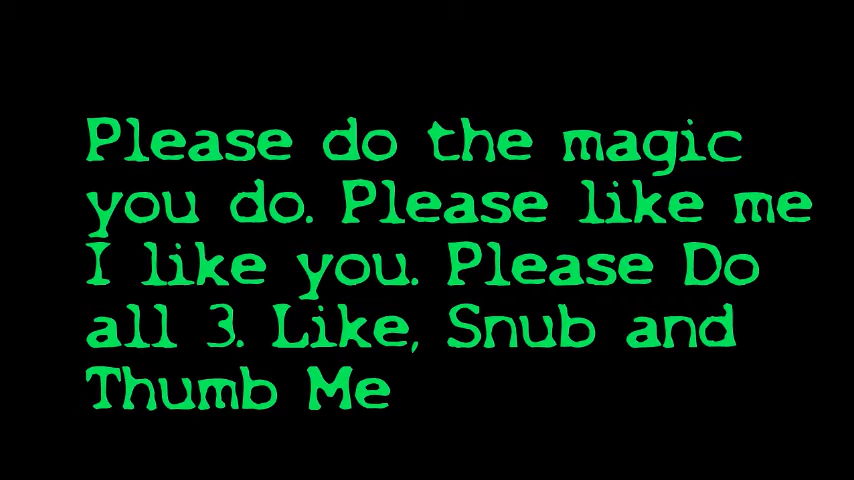 Please do the magic
you do. Please like me
I like you. Please Do
all 3. Like, Snub and
Thumb Me